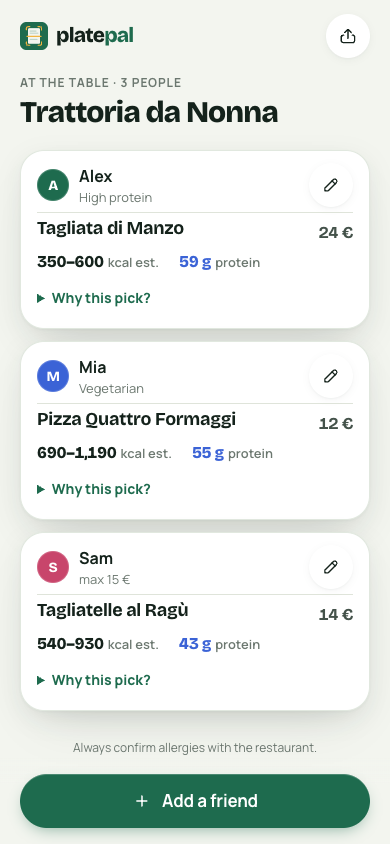 platepal
AT THE TABLE · 3 PEOPLE
Trattoria da Nonna
A
Alex
High protein
Tagliata di Manzo
24 €
350–600 kcal est. 59 g protein
Why this pick?
M
Mia
Vegetarian
Pizza Quattro Formaggi
12 €
690–1,190 kcal est. 55 g protein
Why this pick?
S
Sam
max 15 €
Tagliatelle al Ragù
14 €
540–930 kcal est. 43 g protein
Why this pick?
Always confirm allergies with the restaurant.
Add a friend